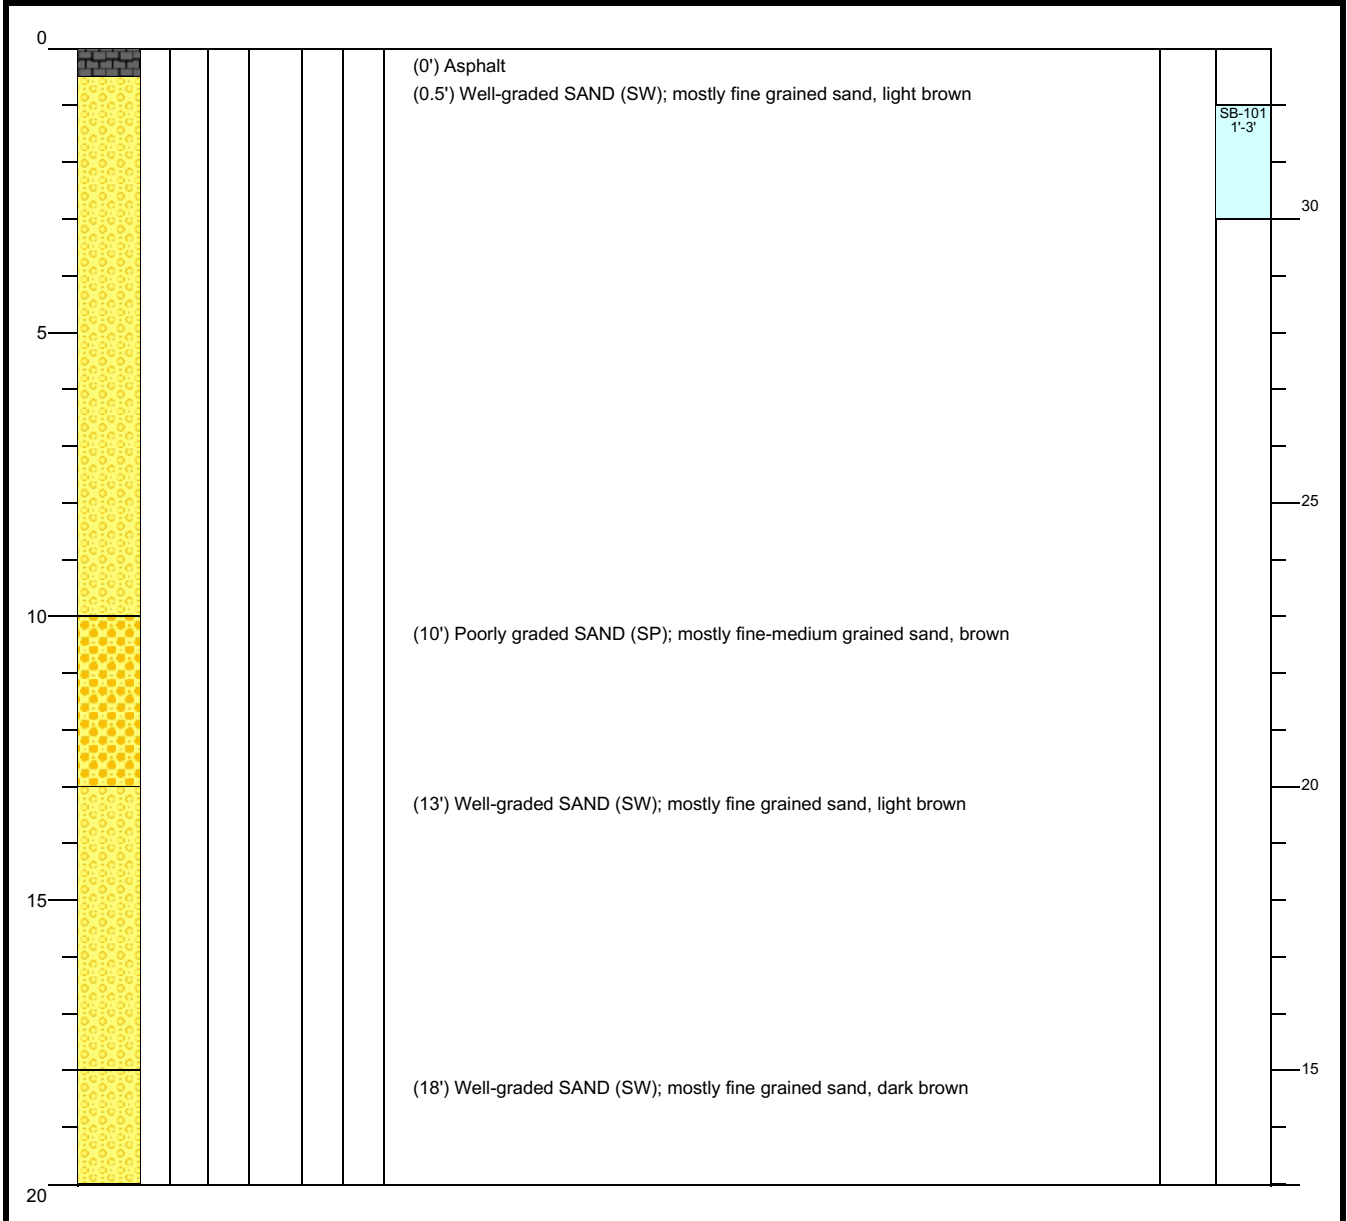 0
(0') Asphalt
(0.5') Well-graded SAND (SW); mostly fine grained sand, light brown
SB-101
1'-3'
30
5
25
10
(10') Poorly graded SAND (SP); mostly fine-medium grained sand, brown
20
(13') Well-graded SAND (SW); mostly fine grained sand, light brown
15
15
(18') Well-graded SAND (SW); mostly fine grained sand, dark brown
20